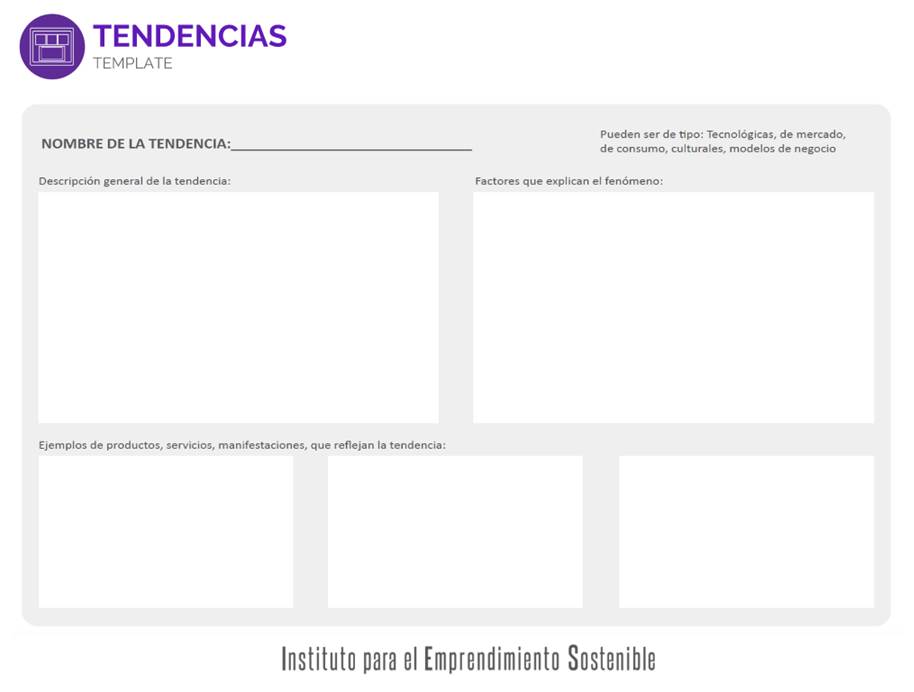 TENDENCIAS
TEMPLATE
NOMBRE DE LA TENDENCIA:______________________________
Pueden ser de tipo: Tecnológicas, de mercado,
de consumo, culturales, modelos de negocio
Descripción general de la tendencia:
Factores que explican el fenómeno:
Ejemplos de productos, servicios, manifestaciones, que reflejan la tendencia:
Instituto para el Emprendimiento Sostenible